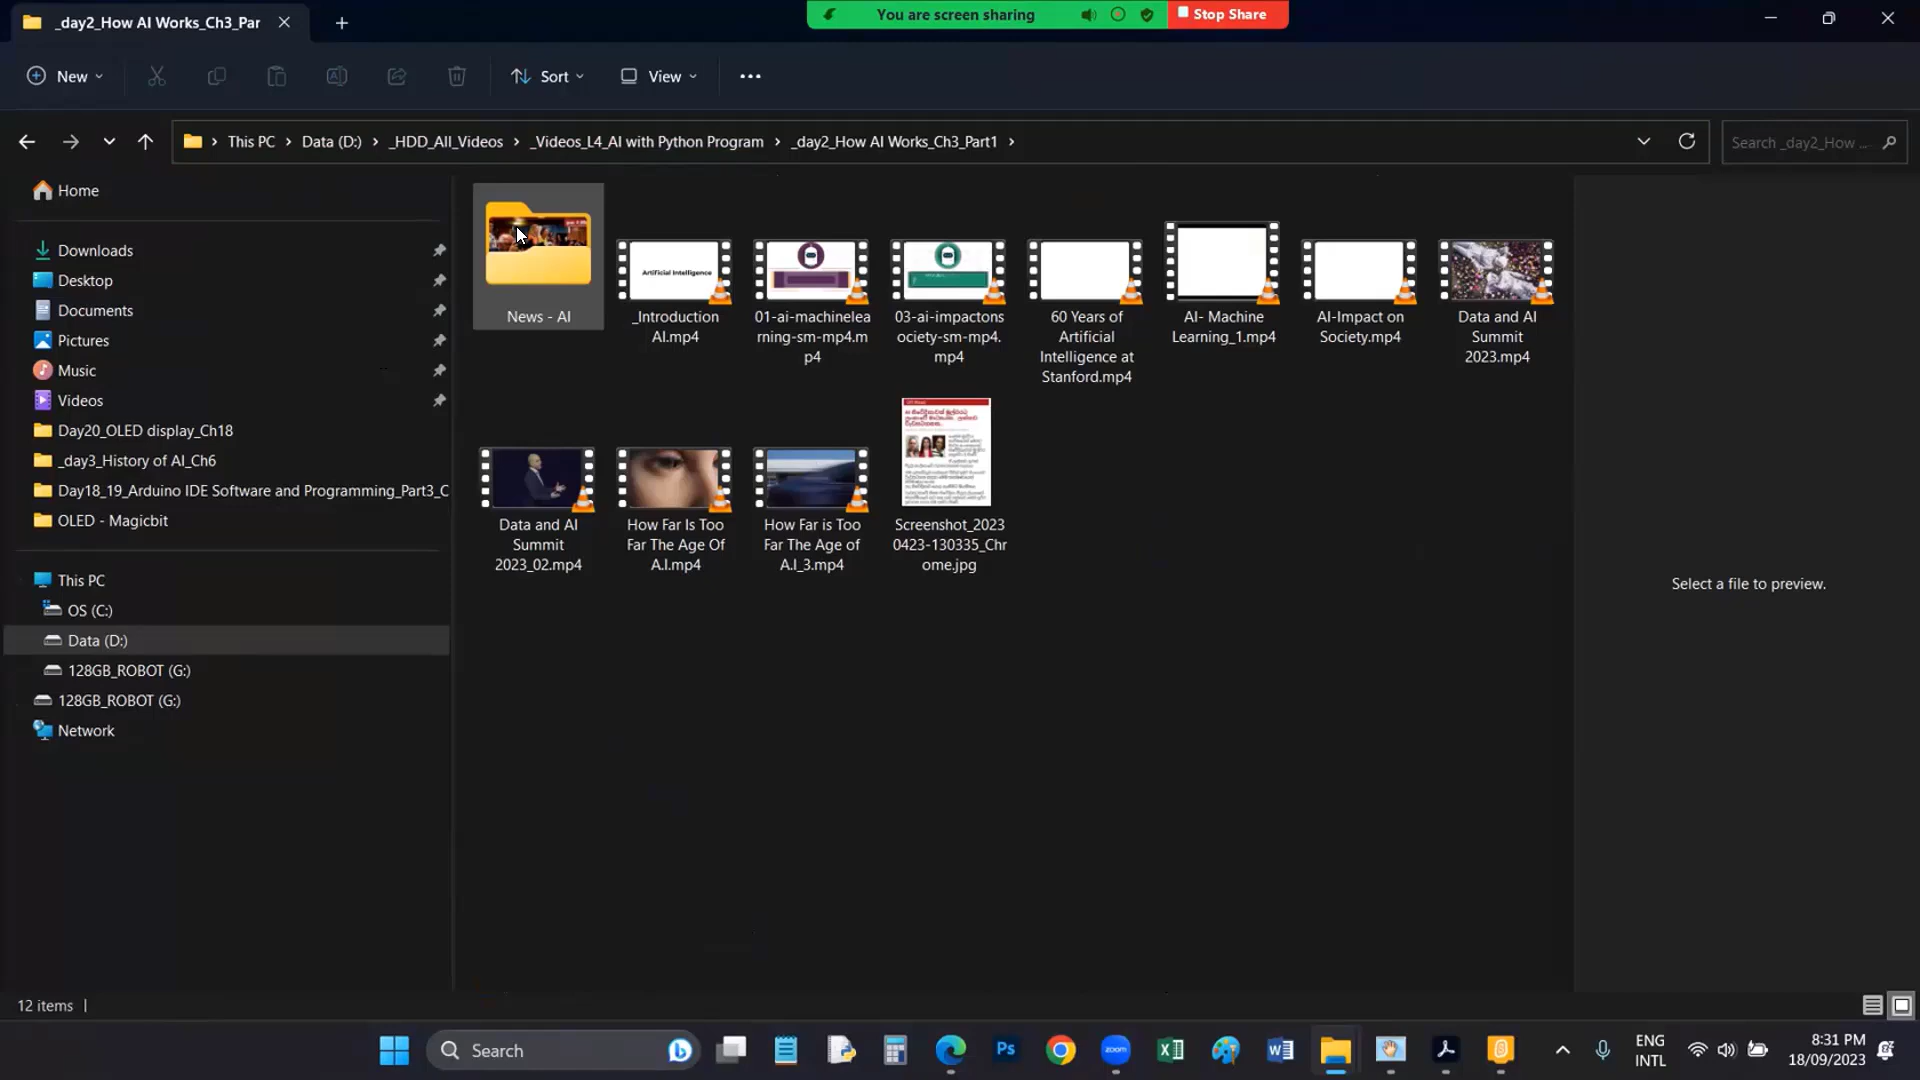 _day2_How AI Works_Ch3_Par
You are screen sharing
Stop Share
New
Sort
View
This PC
Data (D:)
_HDD_All_Videos
_Videos_L4_AI with Python Program
_day2_How AI Works_Ch3_Part1
Search _day2_How ...
Home
Downloads
Desktop
Documents
Pictures
Music
Videos
Day20_OLED display_Ch18
_day3_History of AI_Ch6
Day18_19_Arduino IDE Software and Programming_Part3_C
OLED - Magicbit
This PC
OS (C:)
Data (D:)
128GB_ROBOT (G:)
128GB_ROBOT (G:)
Network
Artificial Intelligence
News - AI
_Introduction
AI.mp4
01-ai-machinelea
rning-sm-mp4.m
p4
03-ai-impactons
ociety-sm-mp4.
mp4
60 Years of
Artificial
Intelligence at
Stanford.mp4
AI- Machine
Learning_1.mp4
AI-Impact on
Society.mp4
Data and AI
Summit
2023.mp4
Data and AI
Summit
2023_02.mp4
How Far Is Too
Far The Age Of
A.I.mp4
How Far is Too
Far The Age of
A.I_3.mp4
Screenshot_2023
0423-130335_Chr
ome.jpg
Select a file to preview.
12 items
Search
Ps
zoom
ENG
INTL
8:31 PM
18/09/2023